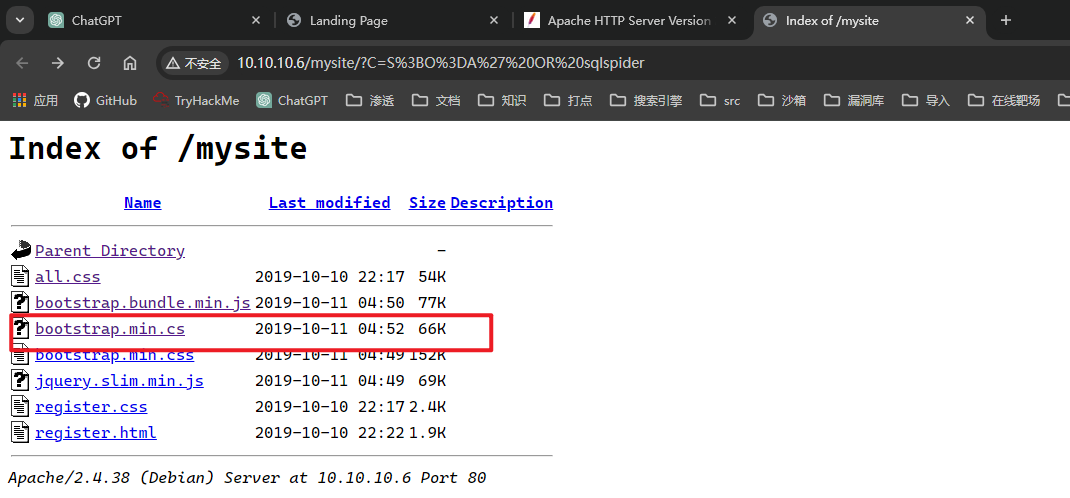 ChatGPT Landing Page Apache HTTP Server Version Index of /mysite
不安全 10.10.10.6/mysite/?C=S%3BO%3DA%27%20OR%20sqlspider
应用 GitHub TryHackMe ChatGPT 渗透 文档 知识 打点 搜索引擎 src 沙箱 漏洞库 导入 在线靶场
Index of /mysite
Name Last modified Size Description
Parent Directory -
all.css 2019-10-10 22:17 54K
bootstrap.bundle.min.js 2019-10-11 04:50 77K
bootstrap.min.cs 2019-10-11 04:52 66K
bootstrap.min.css 2019-10-11 04:49 152K
jquery.slim.min.js 2019-10-11 04:49 69K
register.css 2019-10-10 22:17 2.4K
register.html 2019-10-10 22:22 1.9K
Apache/2.4.38 (Debian) Server at 10.10.10.6 Port 80